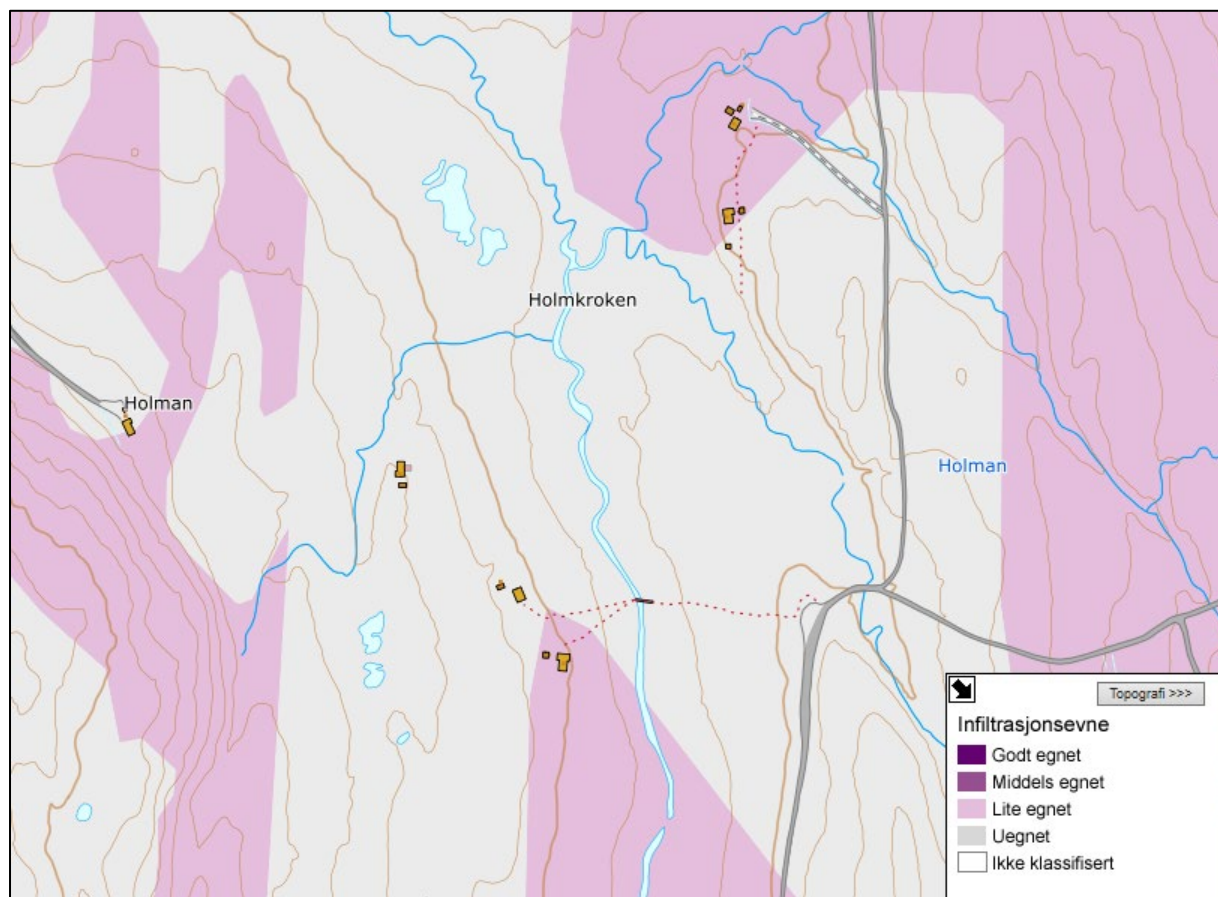 Holmkroken
Holman
Holman
Topografi >>>
Infiltrasjonsevne
Godt egnet
Middels egnet
Lite egnet
Uegnet
Ikke klassifisert